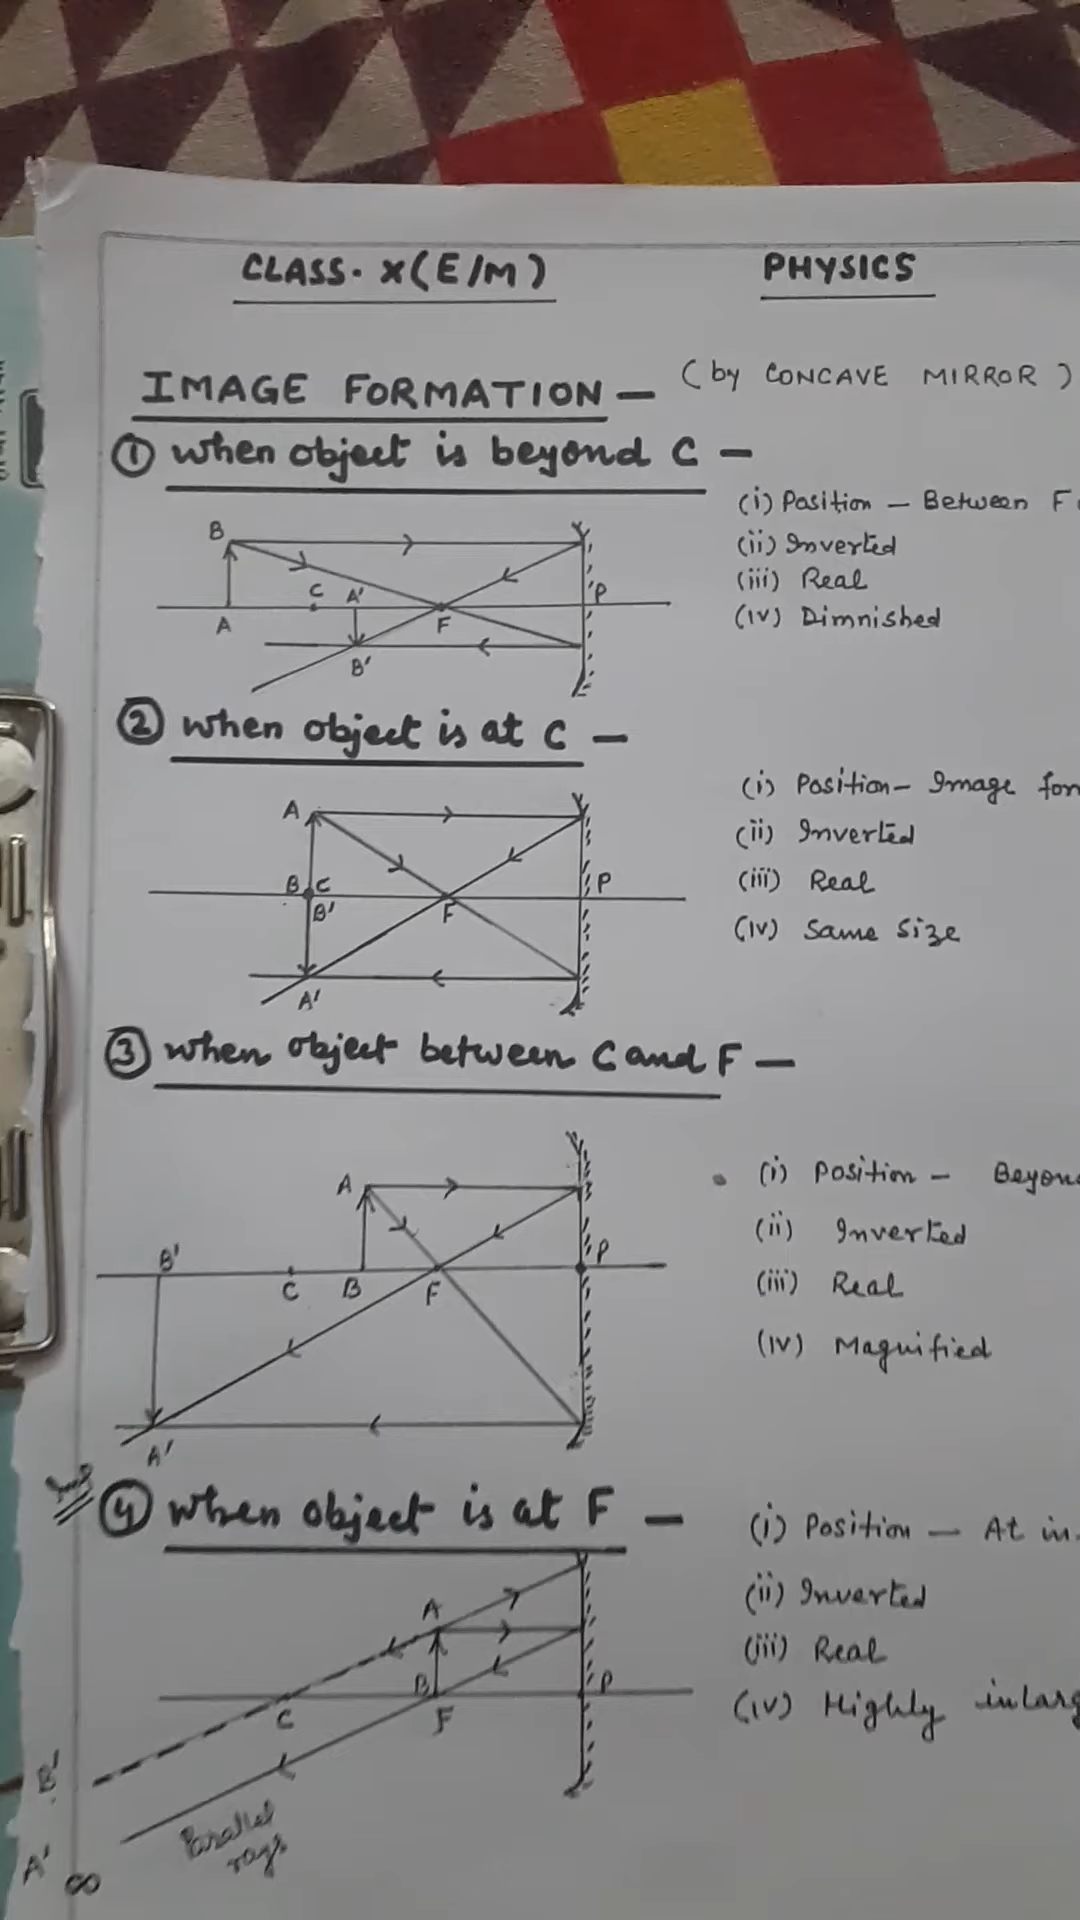 CLASS. X(E/M) PHYSICS
IMAGE FORMATION — (by CONCAVE MIRROR)
① when object is beyond C —
(i) Position — Between F
(ii) Inverted
(iii) Real
(iv) Dimnished
B
C A' P
A F
B'
② when object is at C —
(i) Position — Image for
(ii) Inverted
(iii) Real
(iv) Same size
A
B C P
B' F
A'
③ when object between C and F —
(i) Position — Beyon
(ii) Inverted
(iii) Real
(iv) Magnified
A
B' P
C B F
A'
④ when object is at F —
(i) Position — At in
(ii) Inverted
(iii) Real
(iv) Highly inlarg
A
B P
C F
B'
Parallel
rays
A' ∞